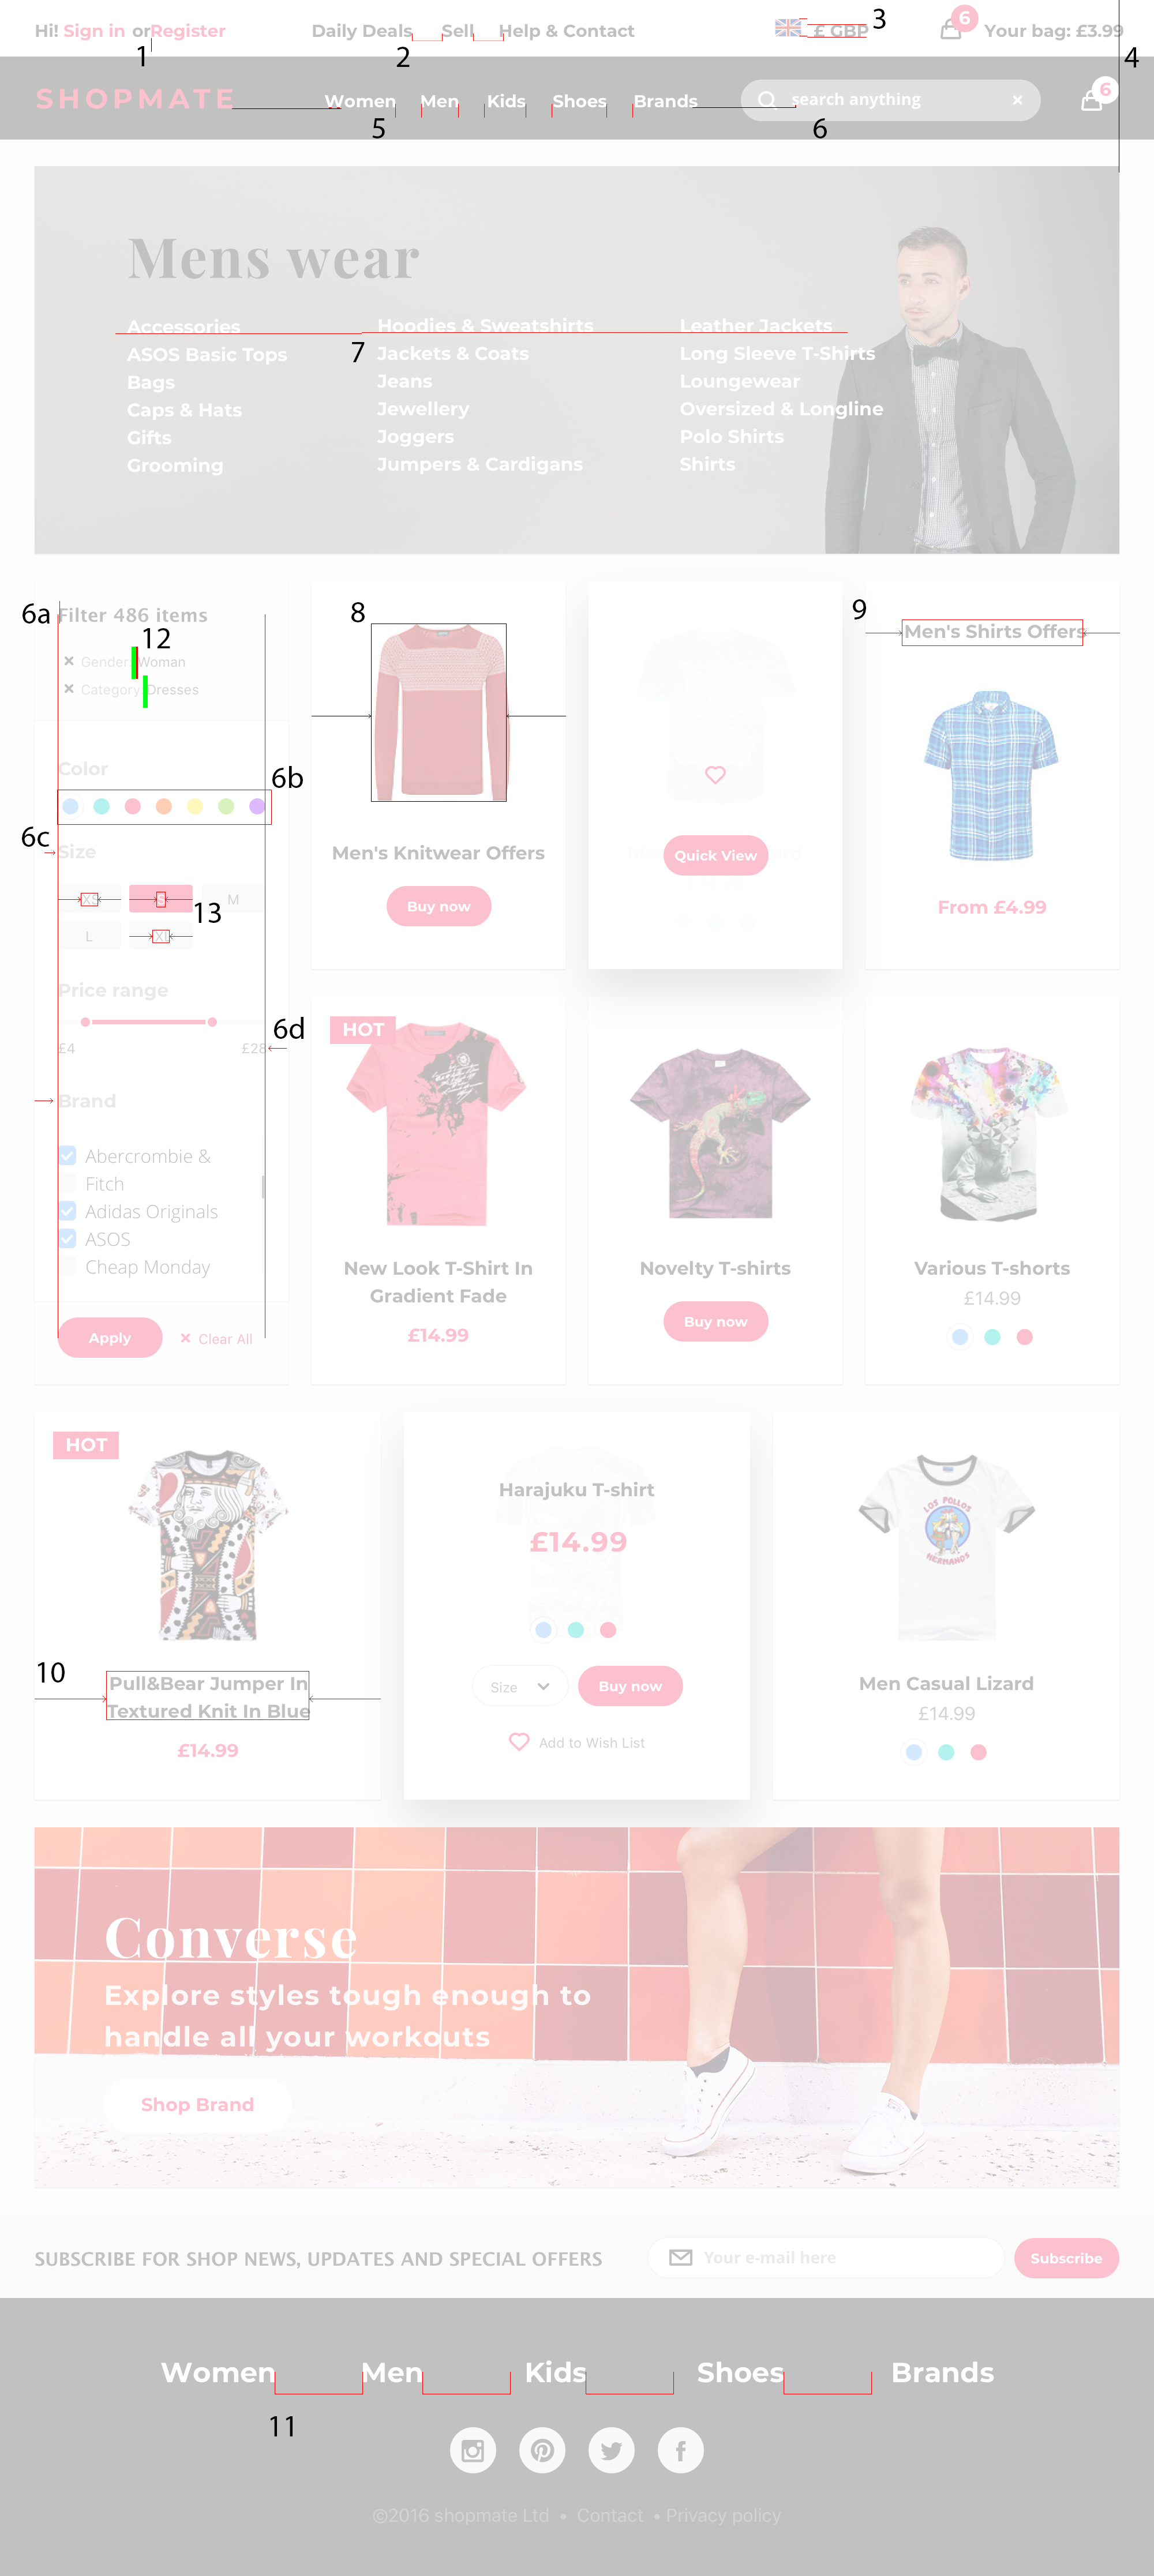 Hi! Sign in or Register
Daily Deals Sell Help & Contact
£ GBP
3
6
Your bag: £3.99
1
2
4
SHOPMATE
Women Men Kids Shoes Brands
search anything
6
5
6
Mens wear
Accessories
ASOS Basic Tops
Bags
Caps & Hats
Gifts
Grooming
Hoodies & Sweatshirts
Jackets & Coats
Jeans
Jewellery
Joggers
Jumpers & Cardigans
Leather Jackets
Long Sleeve T-Shirts
Loungewear
Oversized & Longline
Polo Shirts
Shirts
7
6a
Filter 486 items
12
Gender Woman
Category Dresses
Color
6b
6c
Size
XS S M
13
L XL
Price range
6d
£4 £28
Brand
Abercrombie &
Fitch
Adidas Originals
ASOS
Cheap Monday
Apply
Clear All
8
Men's Knitwear Offers
Buy now
Quick View
9
Men's Shirts Offers
From £4.99
HOT
New Look T-Shirt In
Gradient Fade
£14.99
Novelty T-shirts
Buy now
Various T-shorts
£14.99
HOT
10
Pull&Bear Jumper In
Textured Knit In Blue
£14.99
Harajuku T-shirt
£14.99
Size
Buy now
Add to Wish List
LOS POLLOS
HERMANOS
Men Casual Lizard
£14.99
Converse
Explore styles tough enough to
handle all your workouts
Shop Brand
SUBSCRIBE FOR SHOP NEWS, UPDATES AND SPECIAL OFFERS
Your e-mail here
Subscribe
Women Men Kids Shoes Brands
11
©2016 shopmate Ltd • Contact • Privacy policy